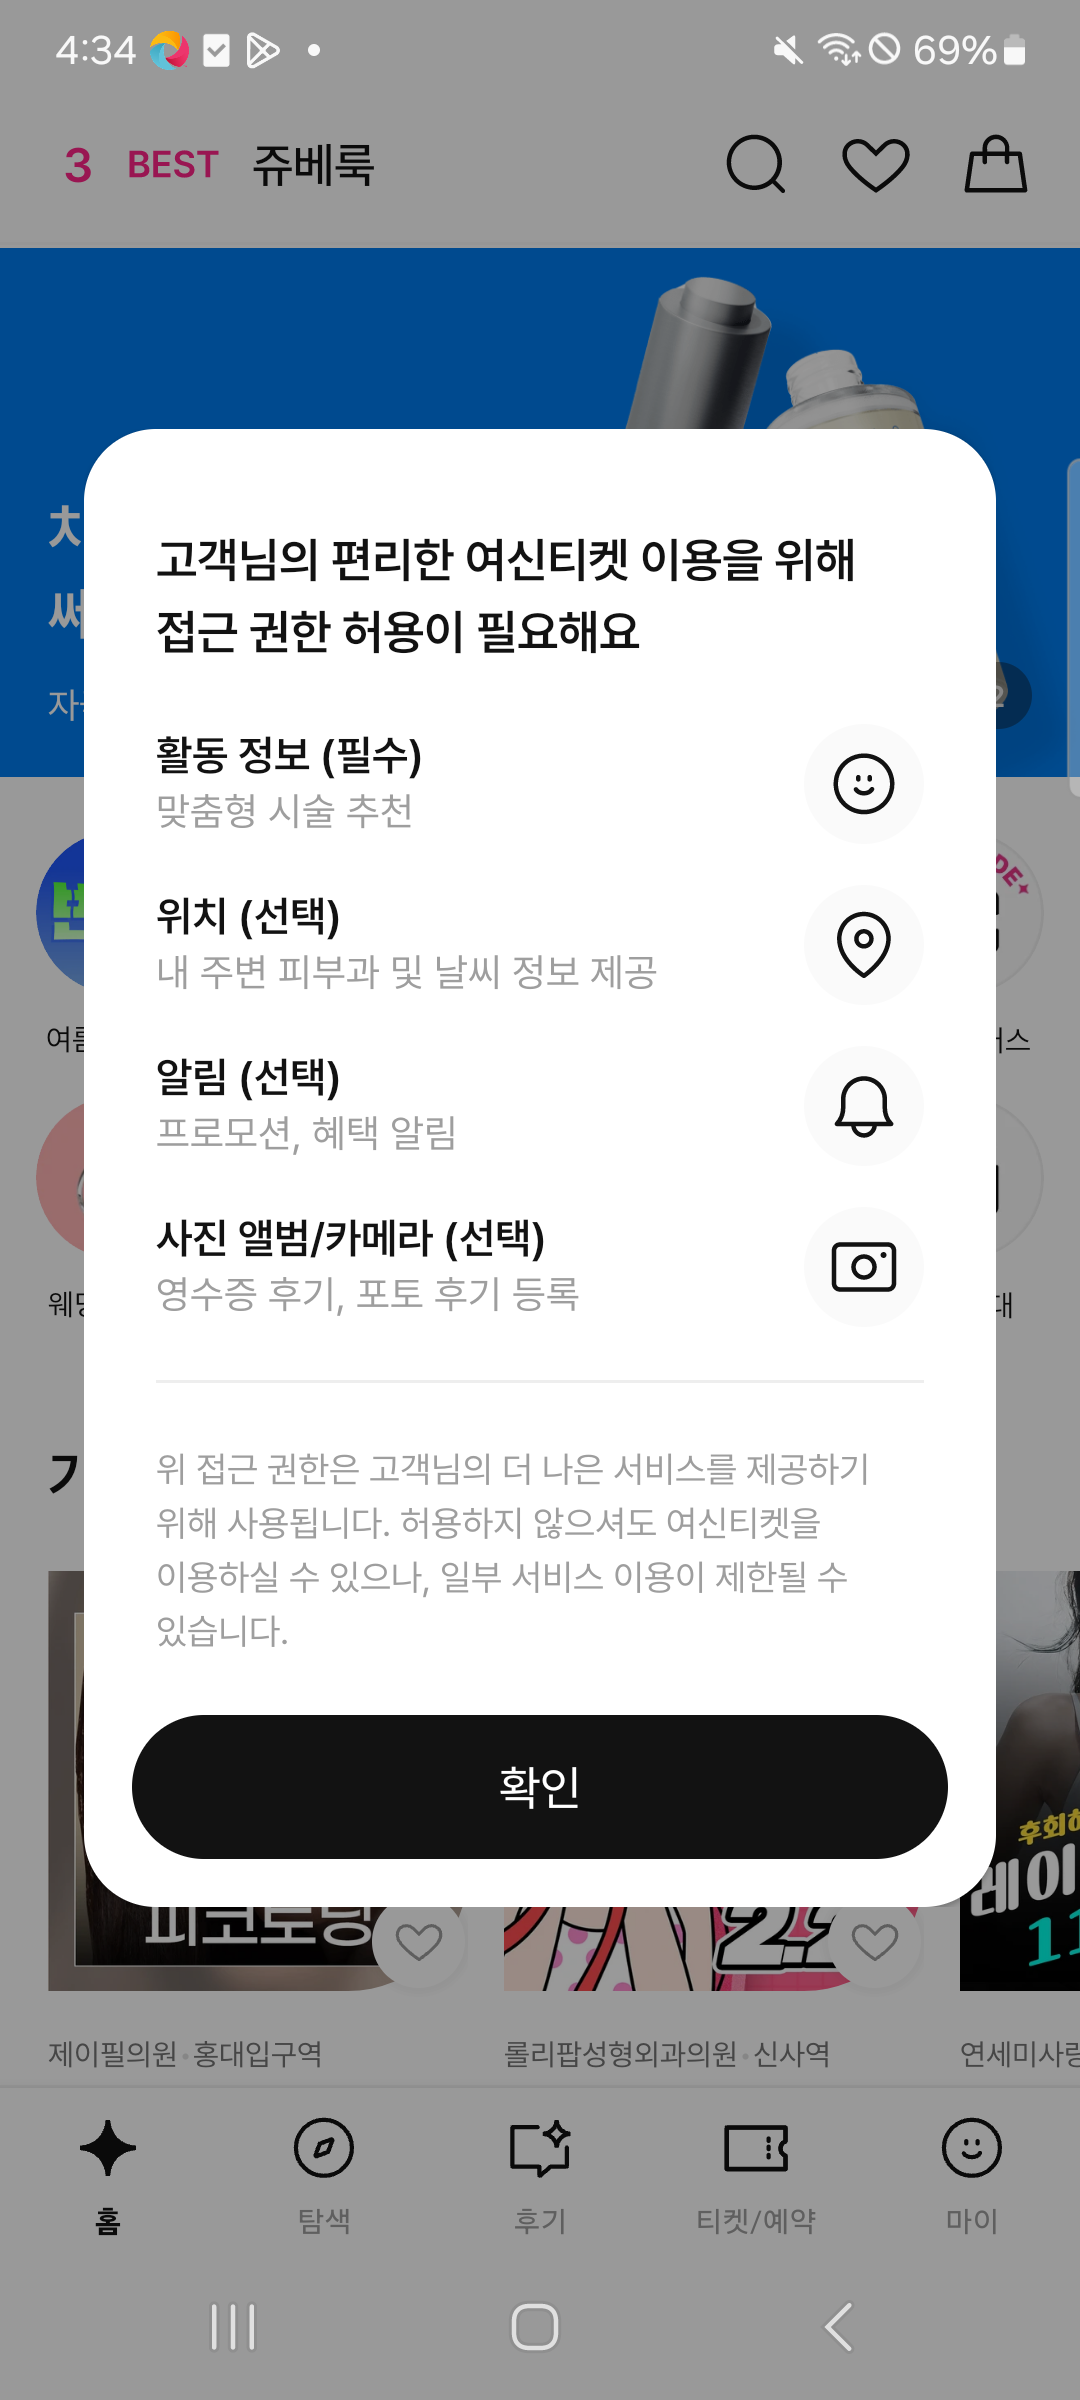 4:34
69%
3 BEST 쥬베룩
고객님의 편리한 여신티켓 이용을 위해
접근 권한 허용이 필요해요
활동 정보 (필수)
맞춤형 시술 추천
위치 (선택)
내 주변 피부과 및 날씨 정보 제공
알림 (선택)
프로모션, 혜택 알림
사진 앨범/카메라 (선택)
영수증 후기, 포토 후기 등록
위 접근 권한은 고객님의 더 나은 서비스를 제공하기
위해 사용됩니다. 허용하지 않으셔도 여신티켓을
이용하실 수 있으나, 일부 서비스 이용이 제한될 수
있습니다.
확인
제이필의원•홍대입구역
롤리팝성형외과의원•신사역
연세미사랑
홈
탐색
후기
티켓/예약
마이